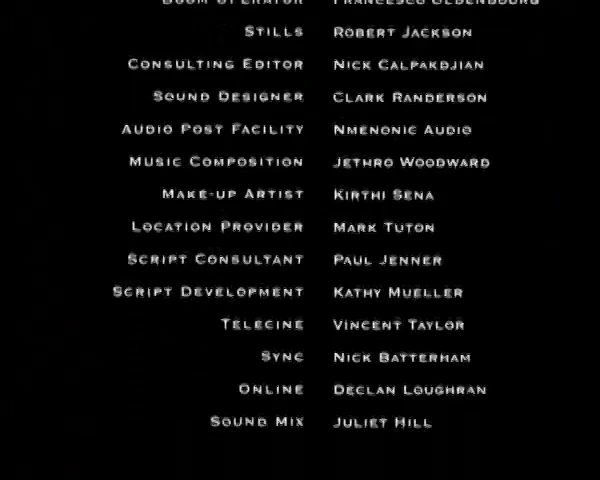 Stills Robert Jackson
Consulting Editor Nick Calpakdjian
Sound Designer Clark Randerson
Audio Post Facility Nmenonic Audio
Music Composition Jethro Woodward
Make-up Artist Kirthi Sena
Location Provider Mark Tuton
Script Consultant Paul Jenner
Script Development Kathy Mueller
Telecine Vincent Taylor
Sync Nick Batterham
Online Declan Loughran
Sound Mix Juliet Hill